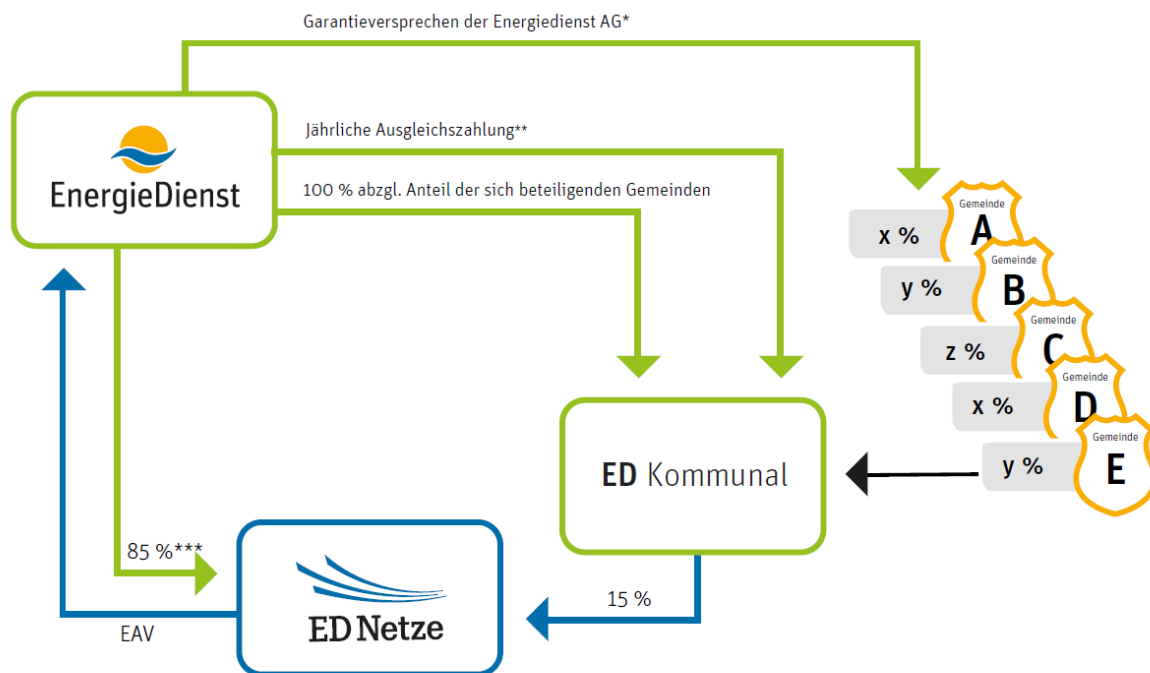 Garantieversprechen der Energiedienst AG*
EnergieDienst
Jährliche Ausgleichszahlung**
100 % abzgl. Anteil der sich beteiligenden Gemeinden
x %
Gemeinde
A
y %
Gemeinde
B
z %
Gemeinde
C
x %
Gemeinde
D
y %
Gemeinde
E
ED Kommunal
85 %***
15 %
ED Netze
EAV